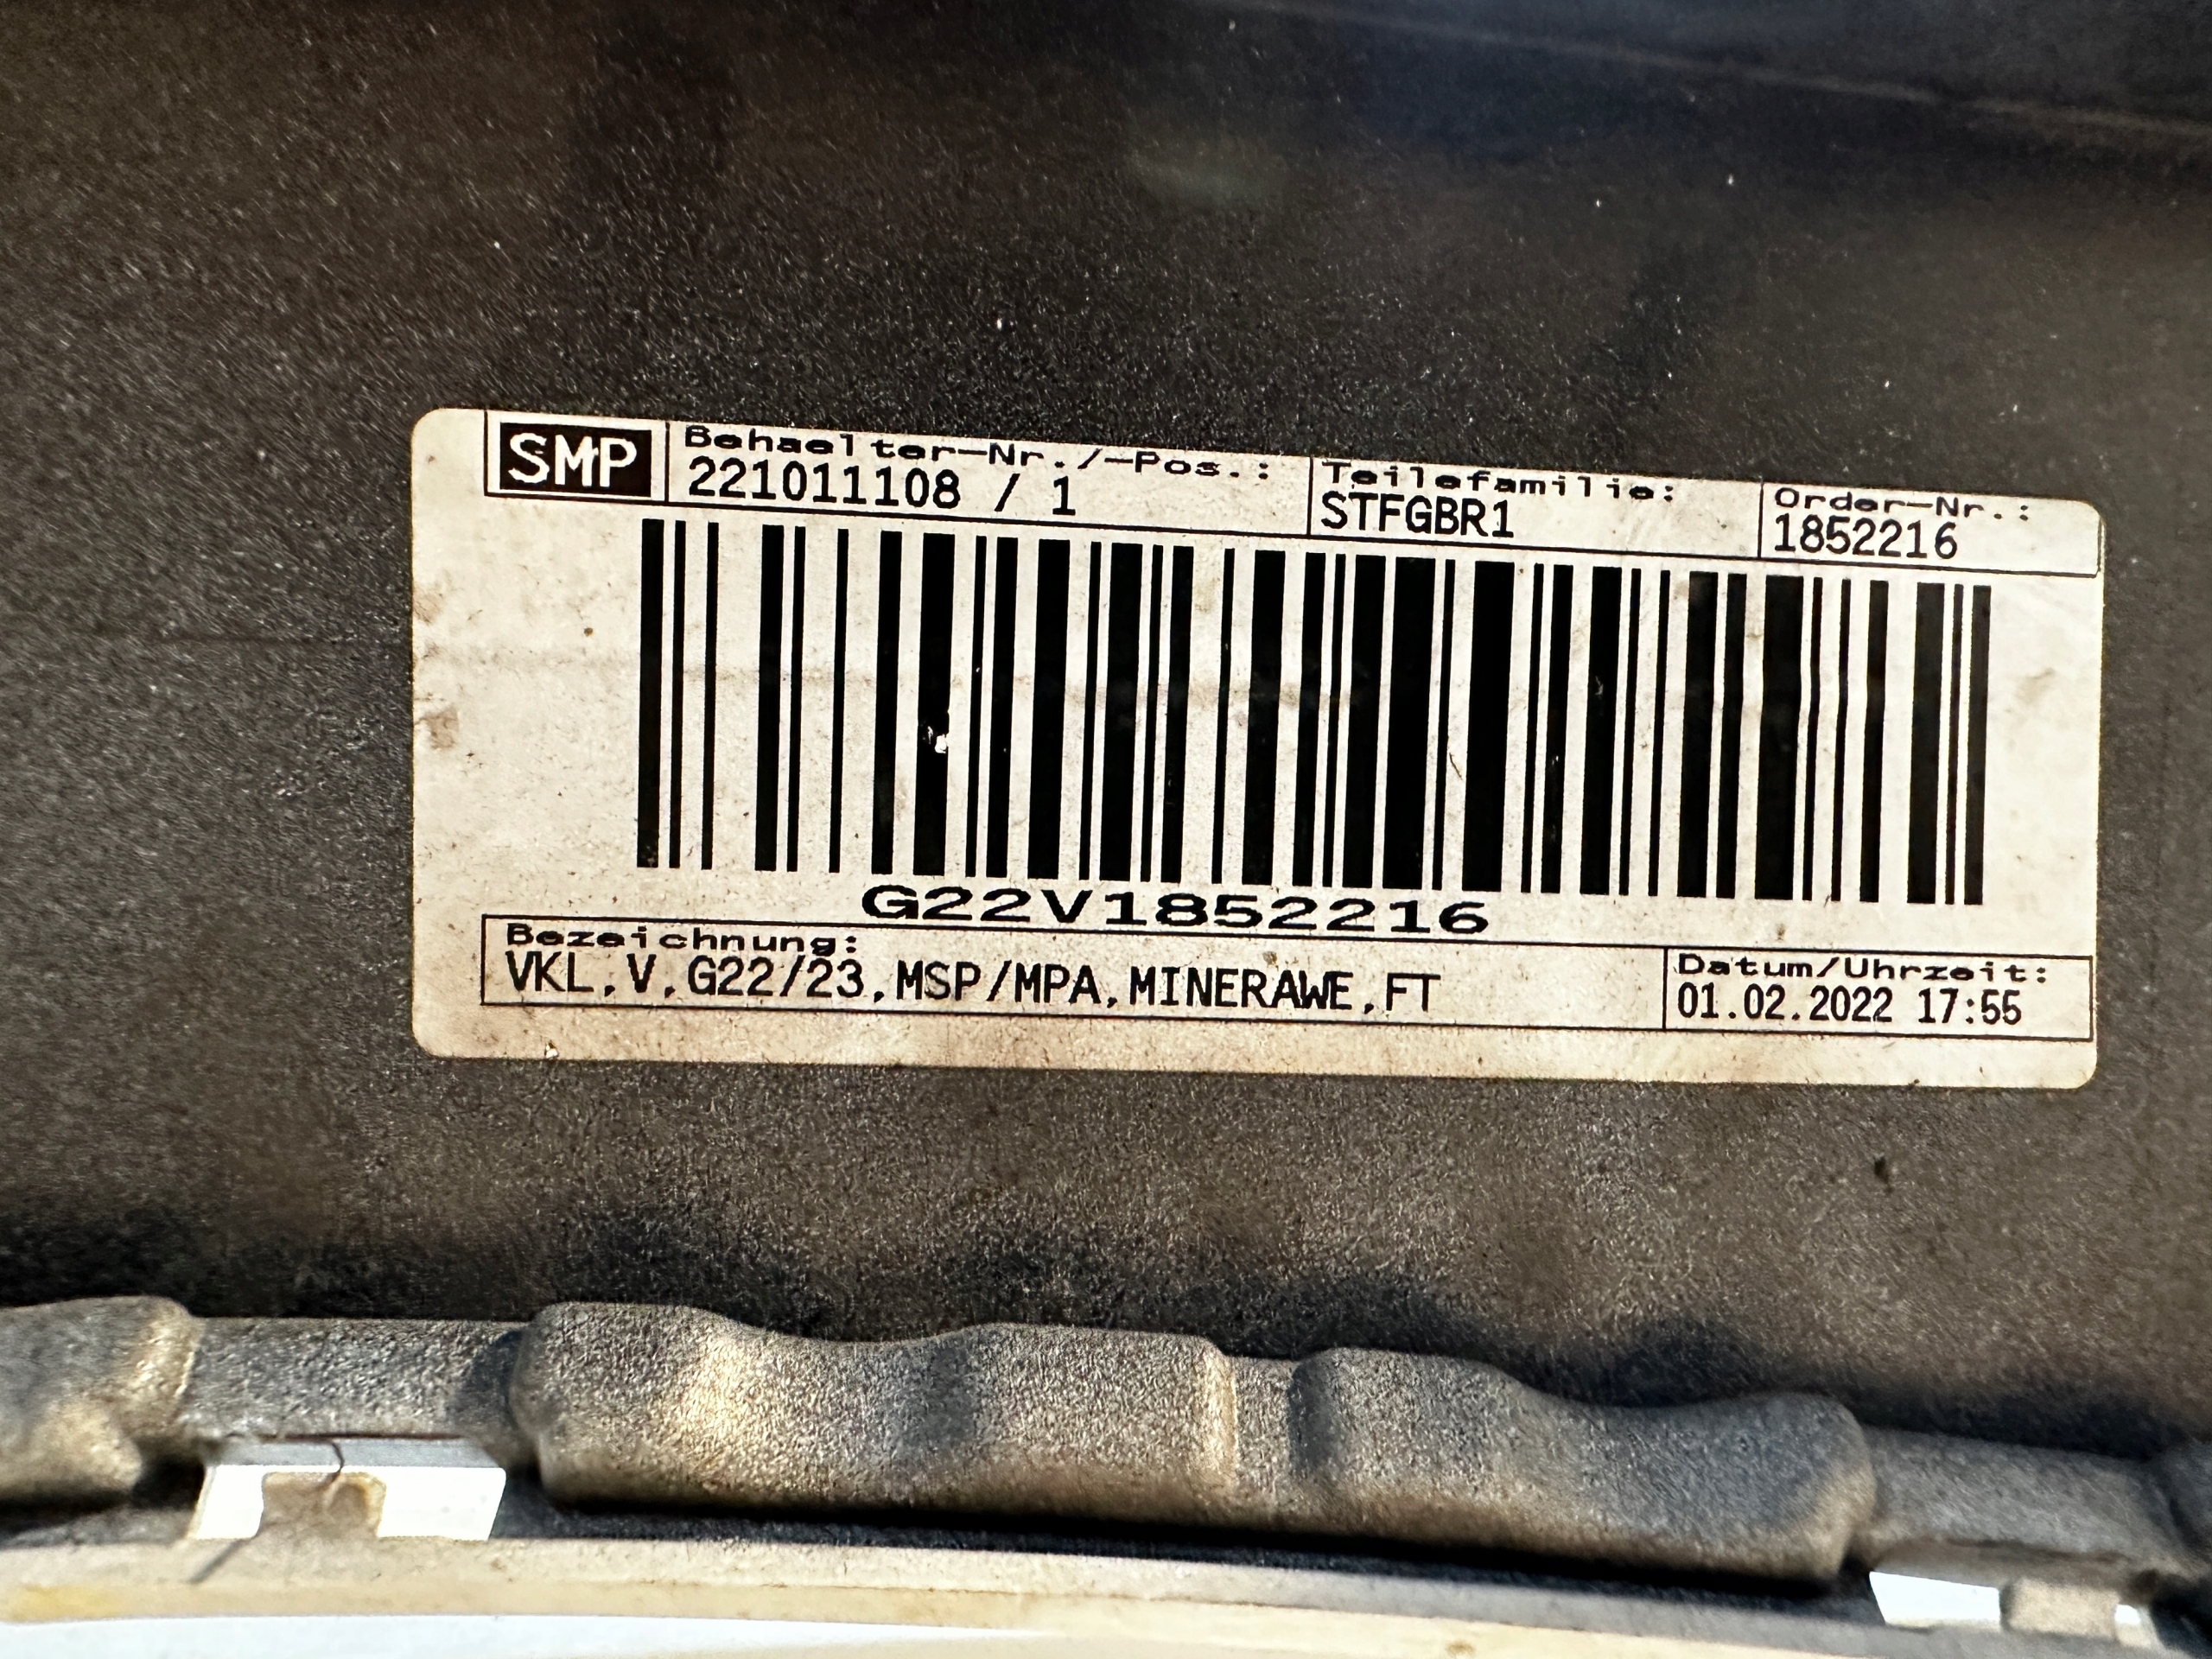 SMP
Behaelter-Nr./-Pos.:
221011108 / 1
Teilefamilie:
STFGBR1
Order-Nr.:
1852216
G22V1852216
Bezeichnung:
VKL,V,G22/23,MSP/MPA,MINERAWE,FT
Datum/Uhrzeit:
01.02.2022 17:55